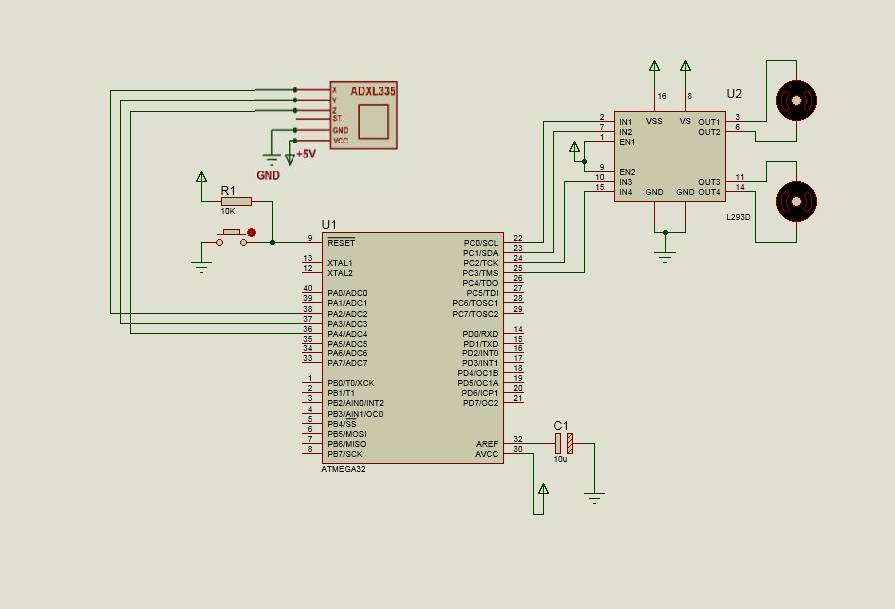 X ADXL335
Y
Z
ST
GND
VCC
+5V
GND
R1
10K
U1
9 RESET
13 XTAL1
12 XTAL2
40 PA0/ADC0
39 PA1/ADC1
38 PA2/ADC2
37 PA3/ADC3
36 PA4/ADC4
35 PA5/ADC5
34 PA6/ADC6
33 PA7/ADC7
1 PB0/T0/XCK
2 PB1/T1
3 PB2/AIN0/INT2
4 PB3/AIN1/OC0
5 PB4/SS
6 PB5/MOSI
7 PB6/MISO
8 PB7/SCK
PC0/SCL 22
PC1/SDA 23
PC2/TCK 24
PC3/TMS 25
PC4/TDO 26
PC5/TDI 27
PC6/TOSC1 28
PC7/TOSC2 29
PD0/RXD 14
PD1/TXD 15
PD2/INT0 16
PD3/INT1 17
PD4/OC1B 18
PD5/OC1A 19
PD6/ICP1 20
PD7/OC2 21
AREF 32
AVCC 30
ATMEGA32
C1
10u
U2
16 8
VSS VS
2 IN1
7 IN2
1 EN1
9 EN2
10 IN3
15 IN4
OUT1 3
OUT2 6
OUT3 11
OUT4 14
GND GND
L293D